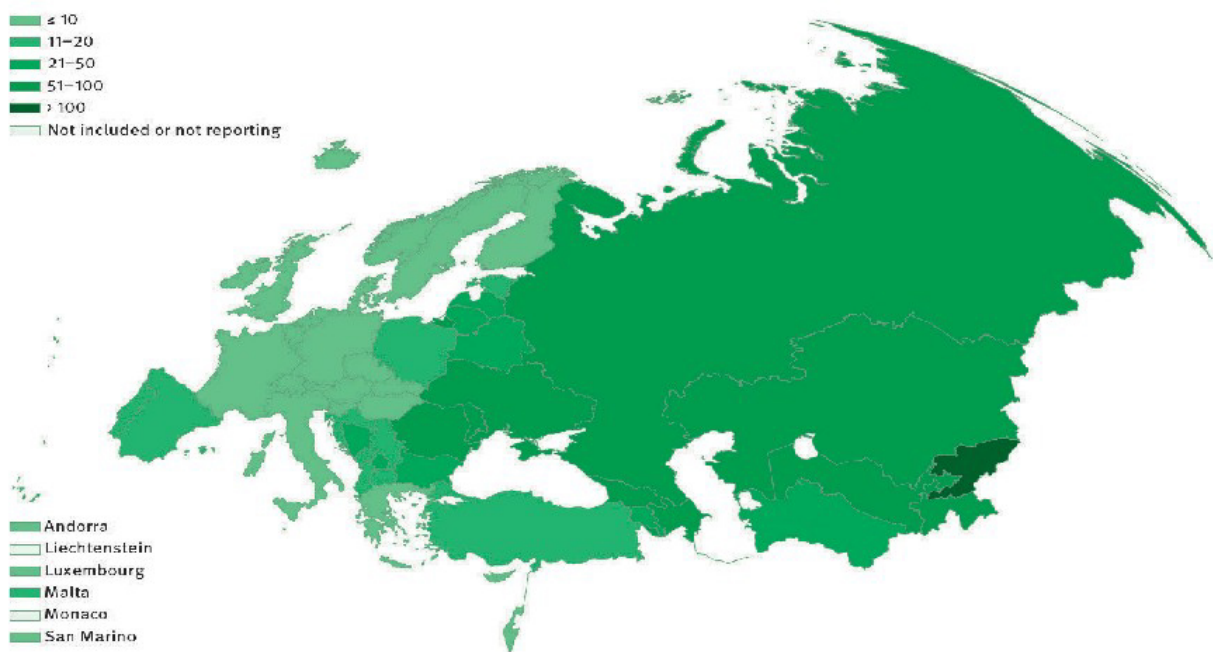 ≤ 10
11–20
21–50
51–100
> 100
Not included or not reporting
Andorra
Liechtenstein
Luxembourg
Malta
Monaco
San Marino